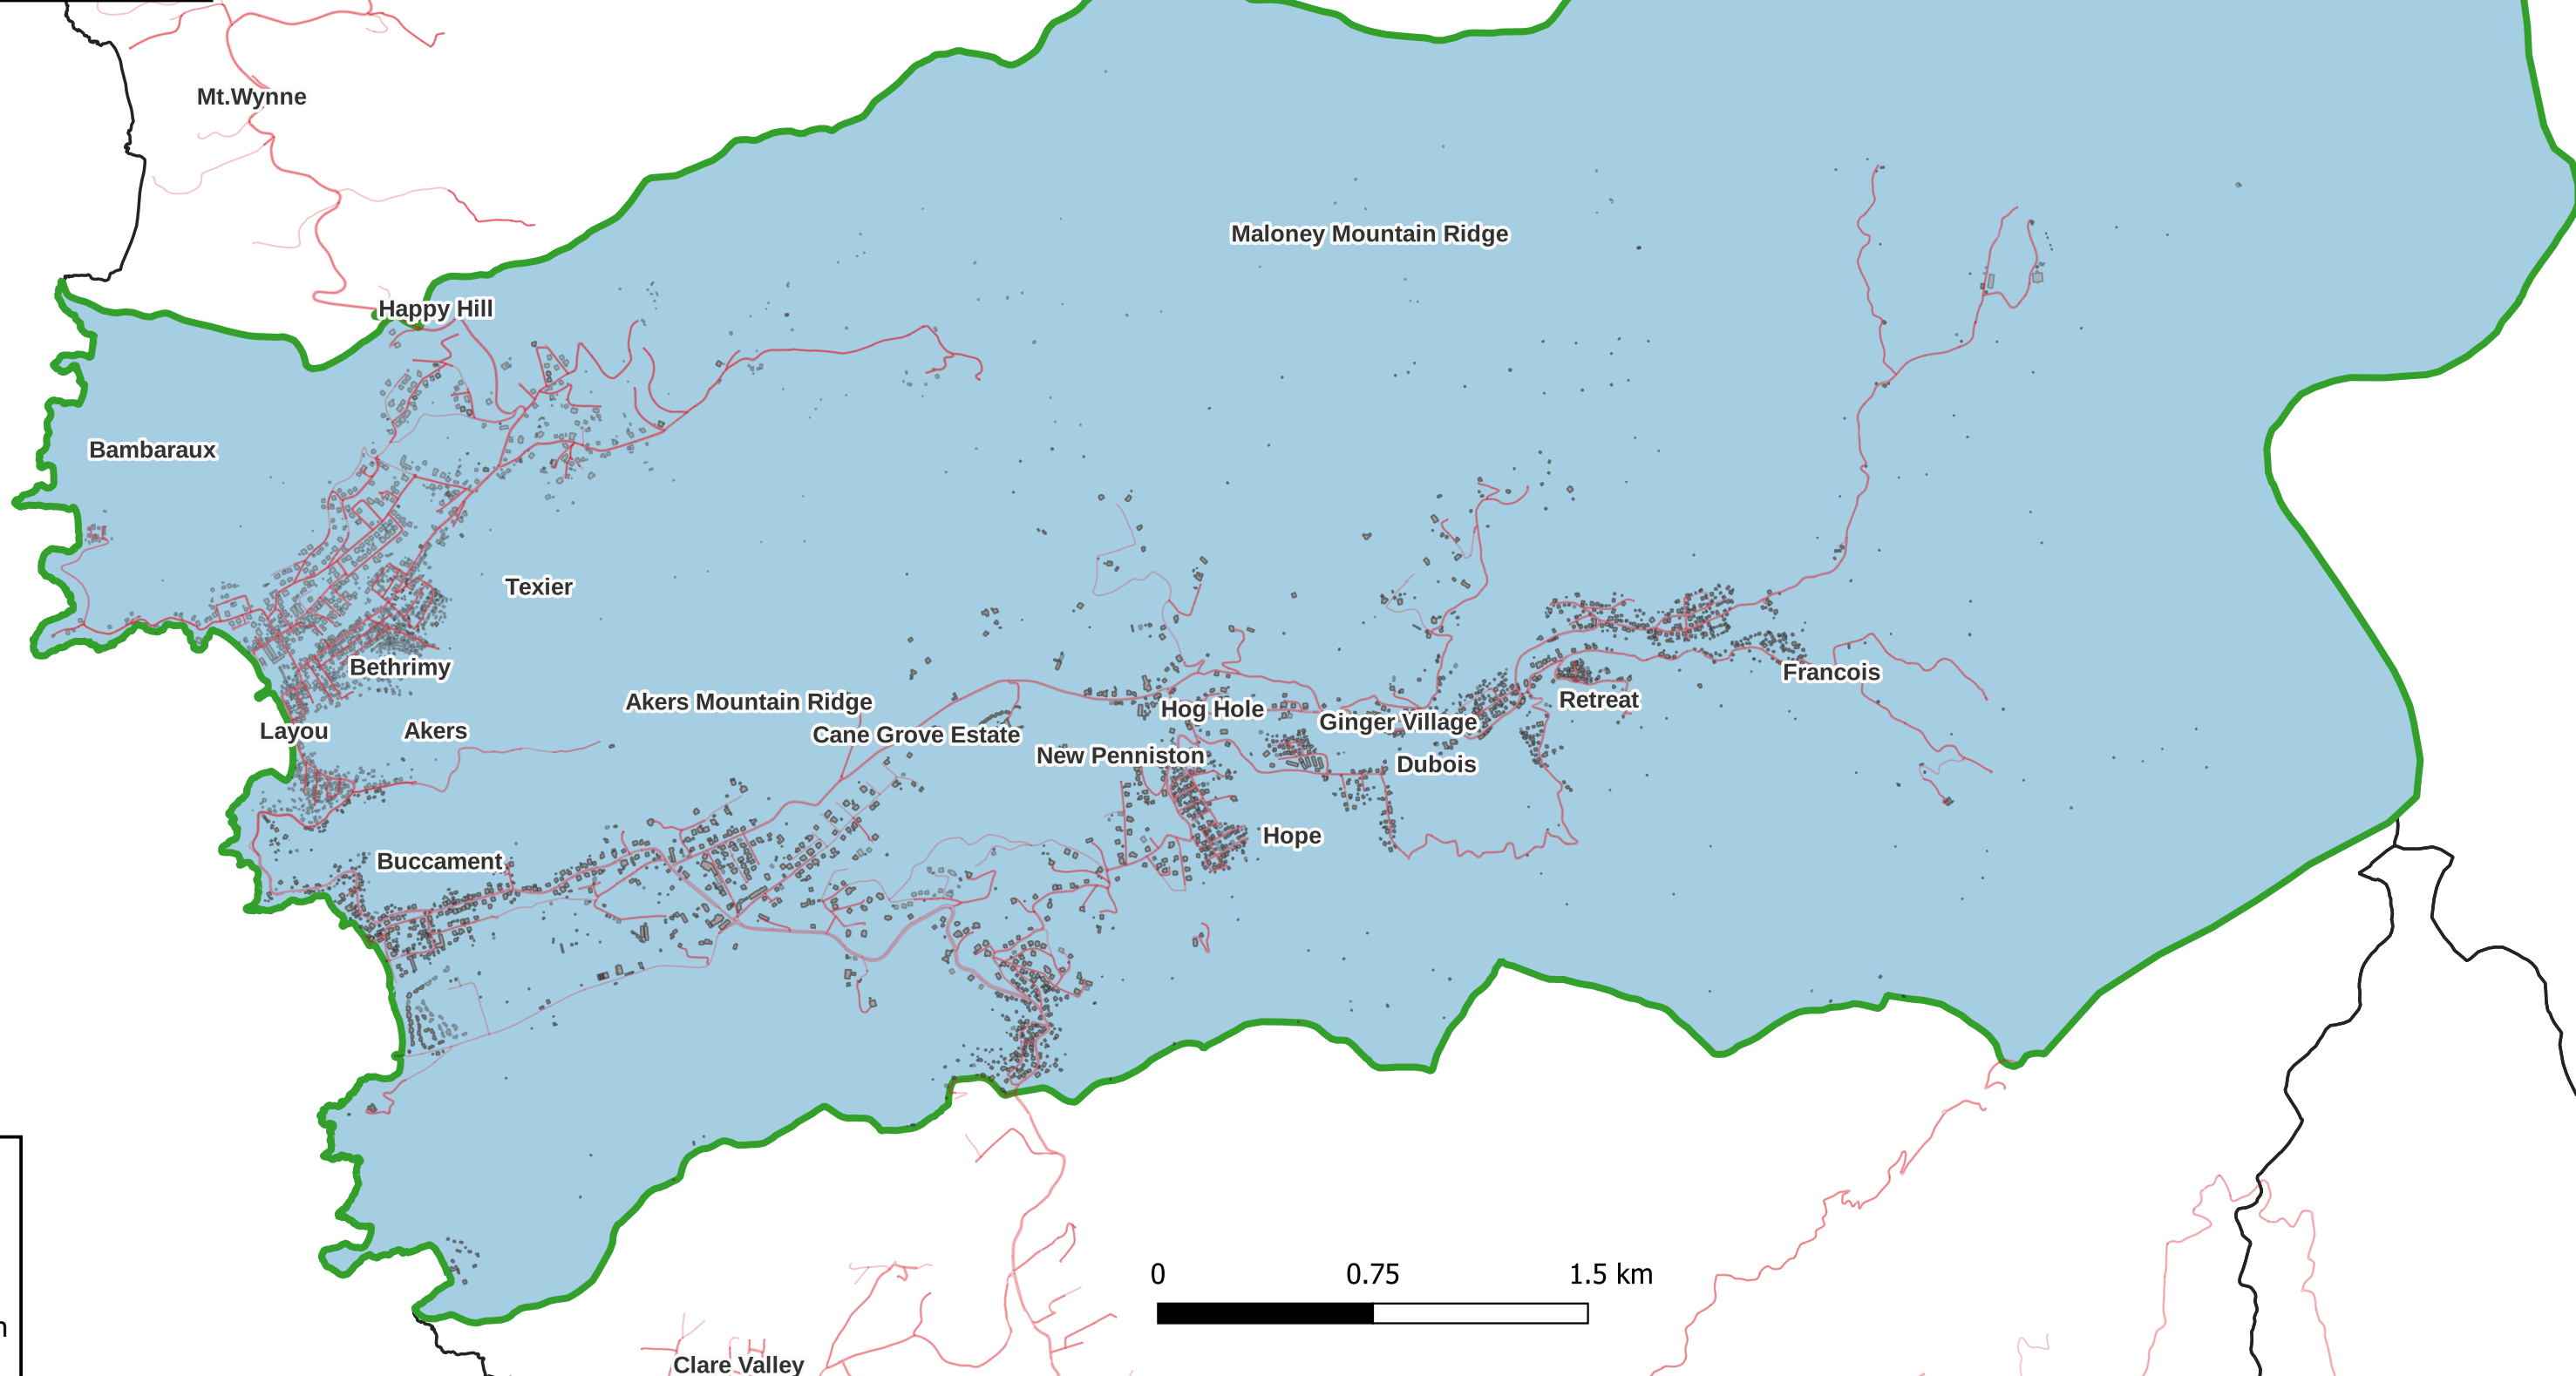 Mt.Wynne
Maloney Mountain Ridge
Happy Hill
Bambaraux
Texier
Bethrimy
Francois
Akers Mountain Ridge
Retreat
Hog Hole
Layou
Akers
Ginger Village
Cane Grove Estate
New Penniston
Dubois
Hope
Buccament
0 0.75 1.5 km
Clare Valley